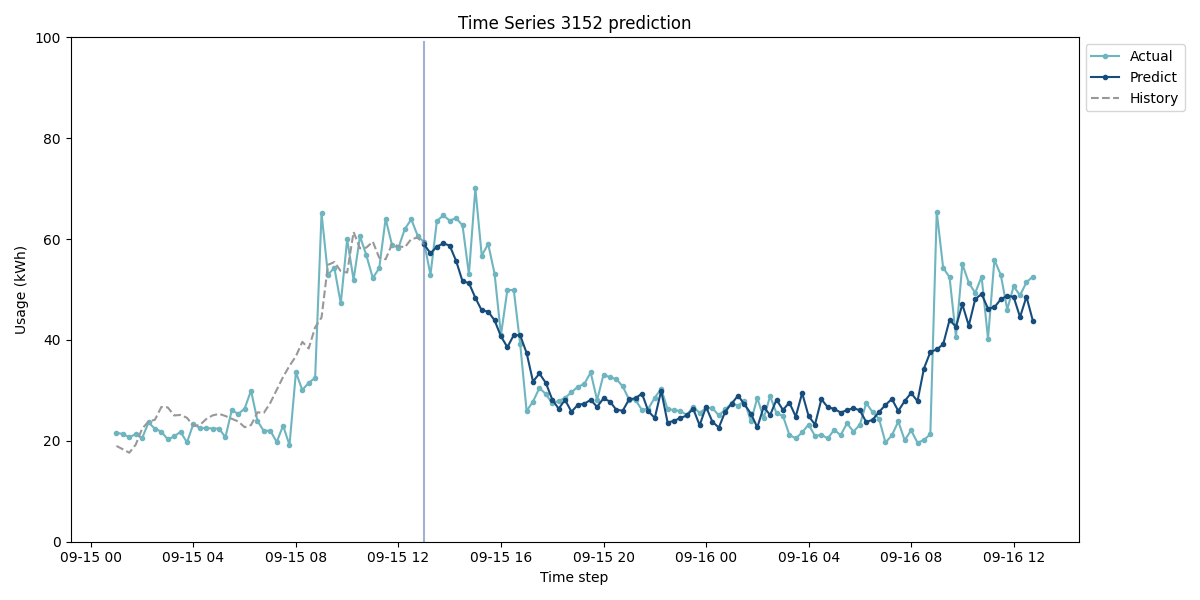 Time Series 3152 prediction
100
80
60
40
20
0
Usage (kWh)
09-15 00 09-15 04 09-15 08 09-15 12 09-15 16 09-15 20 09-16 00 09-16 04 09-16 08 09-16 12
Time step
Actual
Predict
History